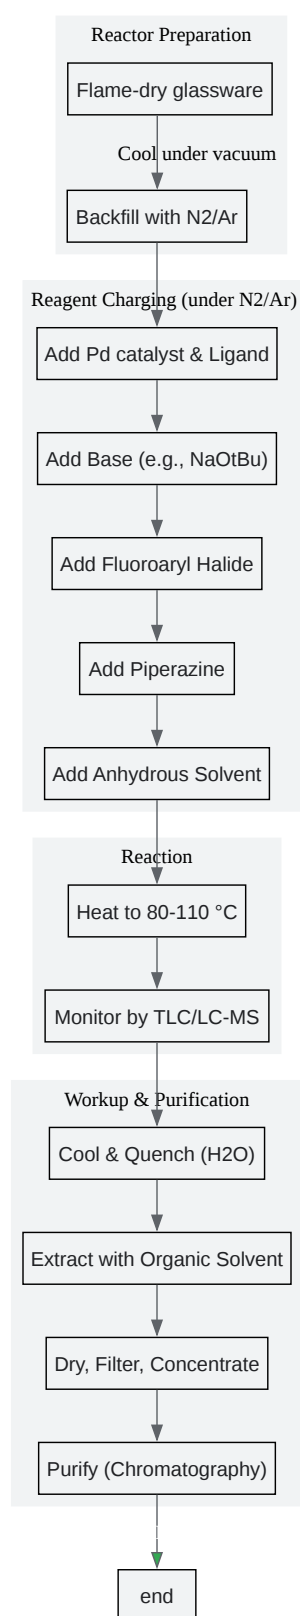 Reactor Preparation
Flame-dry glassware
Cool under vacuum
Backfill with N2/Ar
Reagent Charging (under N2/Ar)
Add Pd catalyst & Ligand
Add Base (e.g., NaOtBu)
Add Fluoroaryl Halide
Add Piperazine
Add Anhydrous Solvent
Reaction
Heat to 80-110 °C
Monitor by TLC/LC-MS
Workup & Purification
Cool & Quench (H2O)
Extract with Organic Solvent
Dry, Filter, Concentrate
Purify (Chromatography)
end